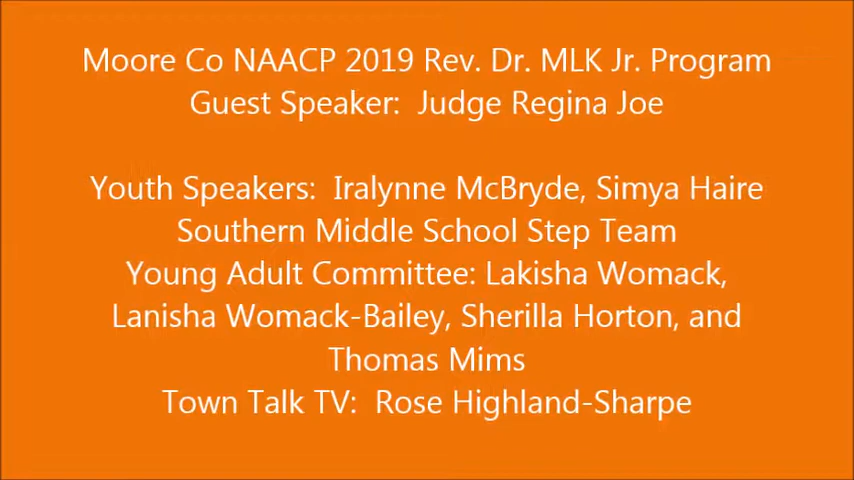 Moore Co NAACP 2019 Rev. Dr. MLK Jr. Program
Guest Speaker:  Judge Regina Joe
Youth Speakers:  Iralynne McBryde, Simya Haire
Southern Middle School Step Team
Young Adult Committee: Lakisha Womack,
Lanisha Womack-Bailey, Sherilla Horton, and
Thomas Mims
Town Talk TV:  Rose Highland-Sharpe